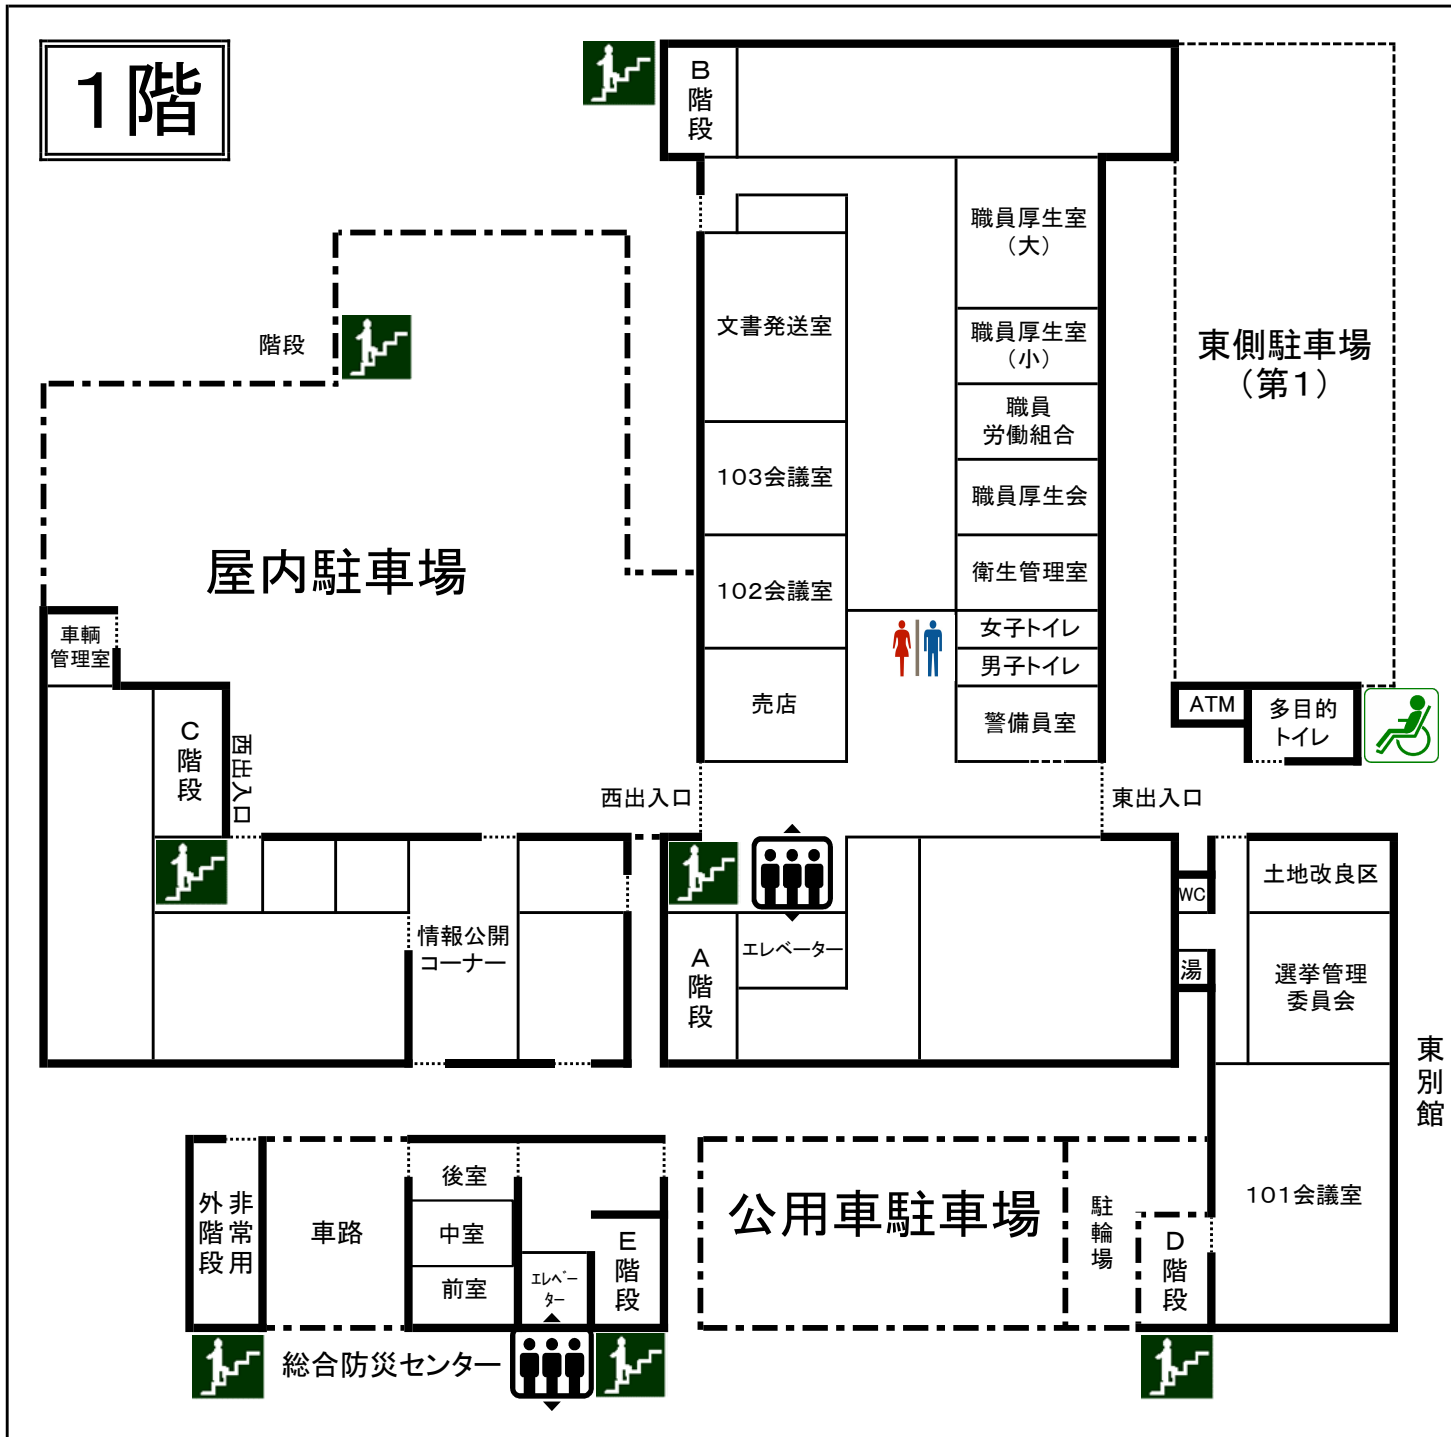 1階
B階段
職員厚生室
(大)
文書発送室
階段
職員厚生室
(小)
東側駐車場
(第1)
職員
労働組合
103会議室
職員厚生会
屋内駐車場
102会議室
衛生管理室
車輌
管理室
女子トイレ
男子トイレ
売店
警備員室
ATM
多目的
トイレ
C階段
西出入口
西出入口
東出入口
土地改良区
WC
情報公開
コーナー
A階段
エレベーター
湯
選挙管理
委員会
東別館
後室
非常用
外階段
車路
中室
公用車駐車場
駐輪場
101会議室
E階段
D階段
前室
エレベー
ター
総合防災センター